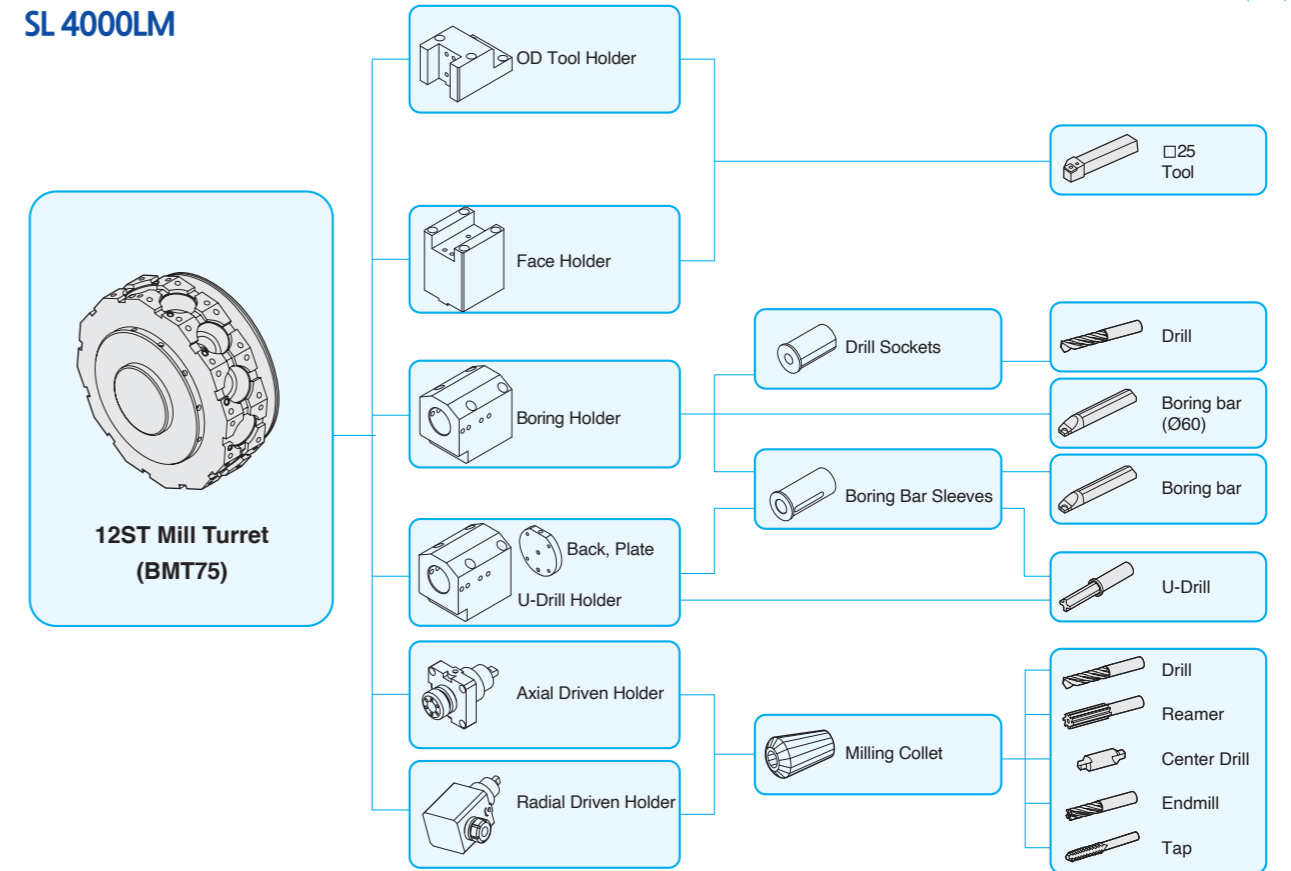 SL 4000LM
OD Tool Holder
□25
Tool
Face Holder
Drill Sockets
Drill
Boring Holder
Boring bar
(Ø60)
Boring Bar Sleeves
Boring bar
12ST Mill Turret
(BMT75)
Back, Plate
U-Drill Holder
U-Drill
Axial Driven Holder
Radial Driven Holder
Milling Collet
Drill
Reamer
Center Drill
Endmill
Tap